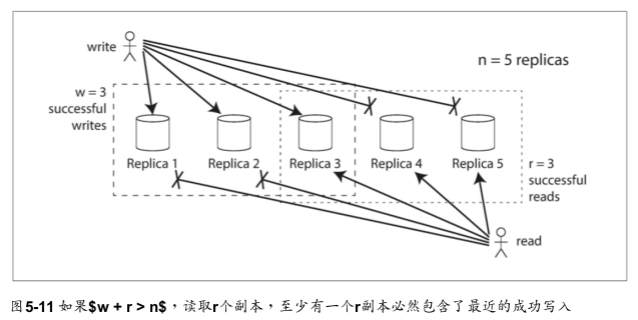 write
n = 5 replicas
w = 3
successful
writes
Replica 1
Replica 2
Replica 3
Replica 4
Replica 5
r = 3
successful
reads
read
图5-11 如果$w + r > n$，读取r个副本，至少有一个r副本必然包含了最近的成功写入